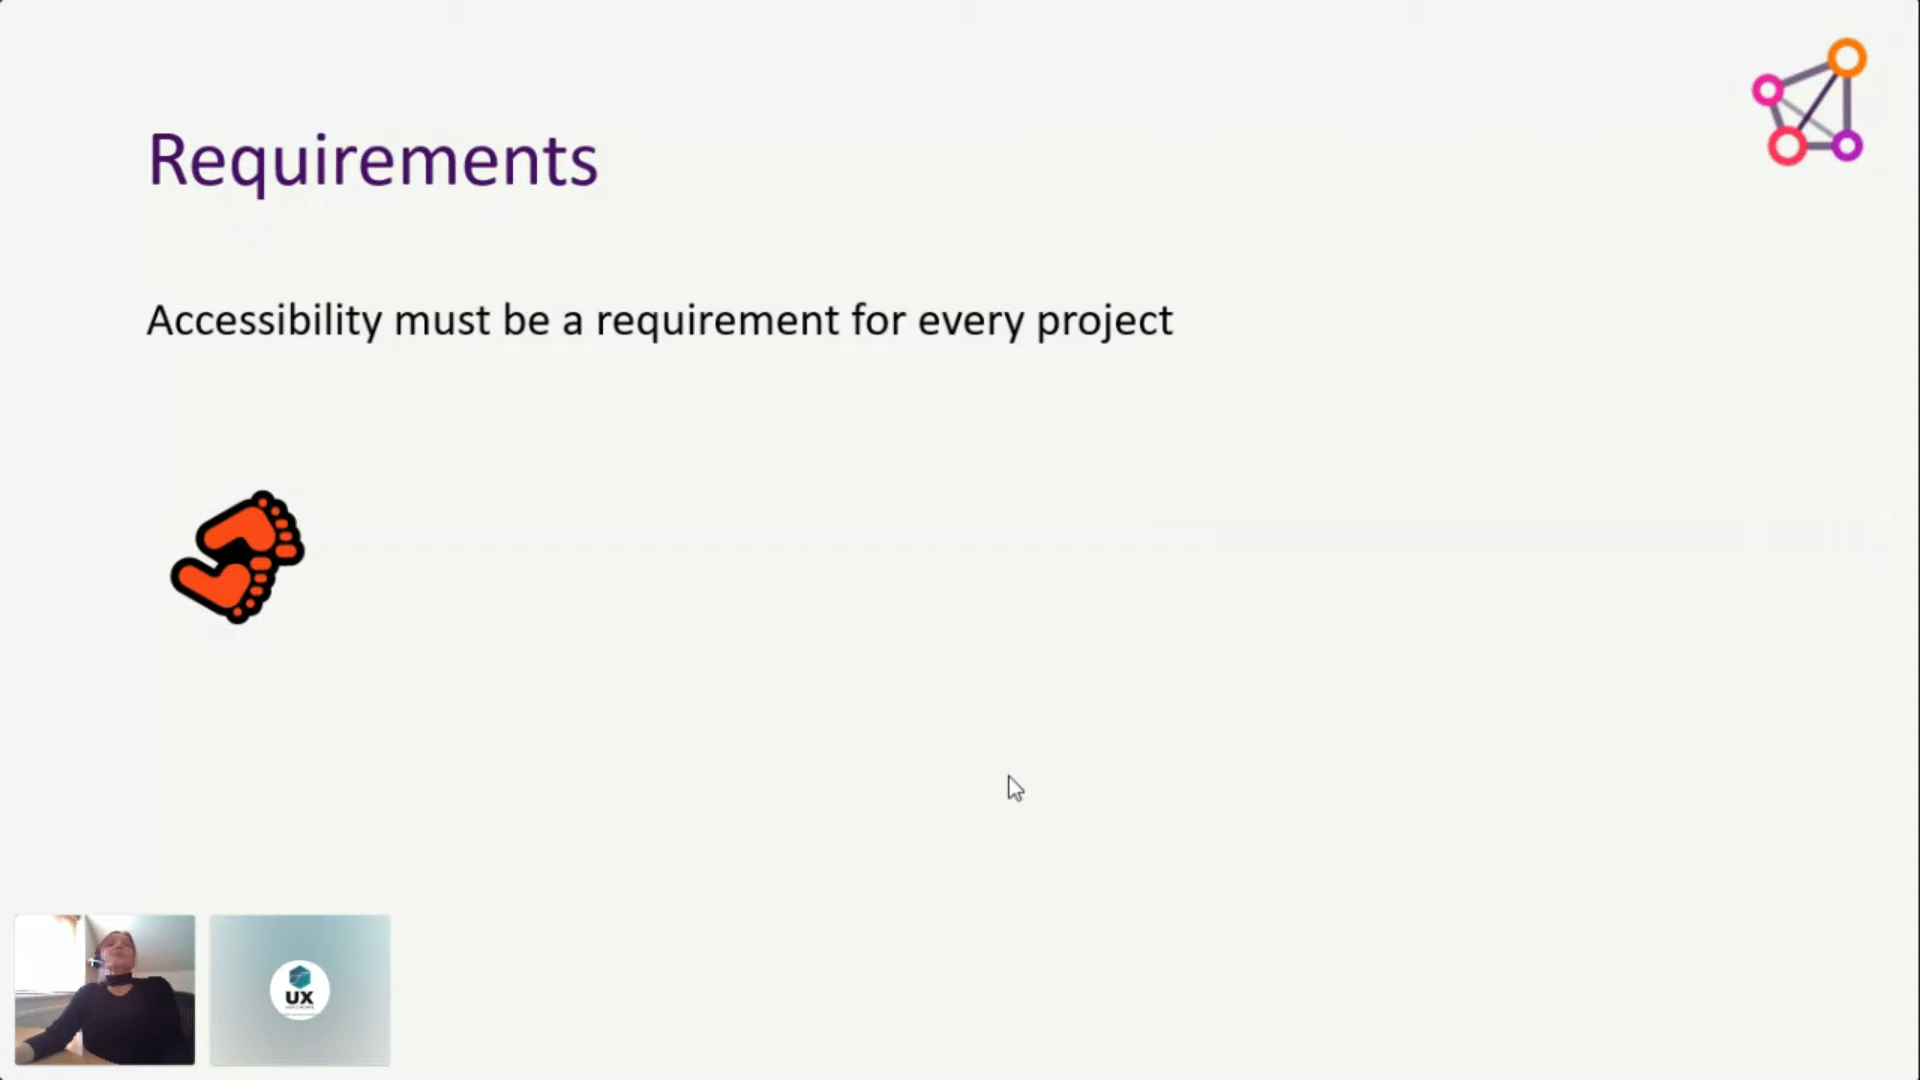 Requirements
Accessibility must be a requirement for every project
UX